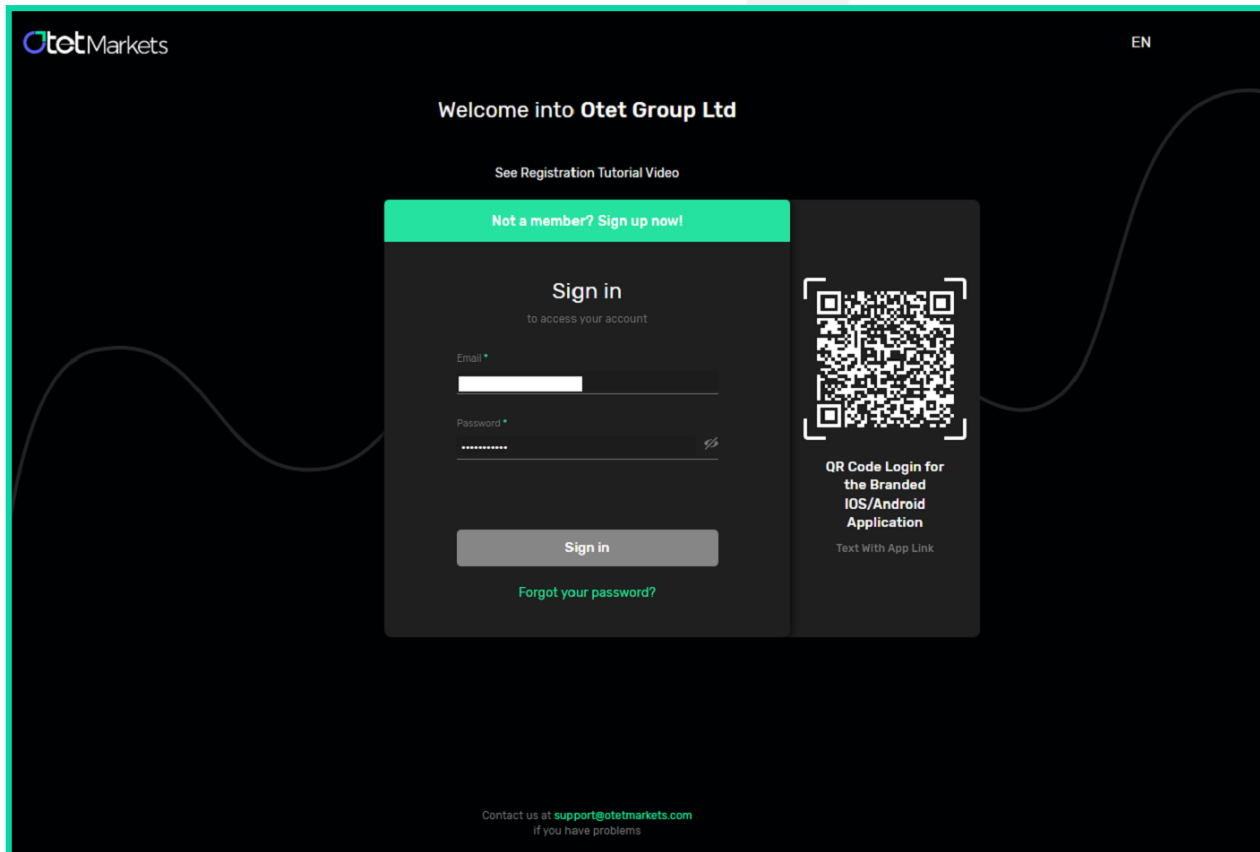 OtetMarkets
EN
Welcome into Otet Group Ltd
See Registration Tutorial Video
Not a member? Sign up now!
Sign in
to access your account
Email *
Password *
•••••••••••
Sign in
Forgot your password?
QR Code Login for
the Branded
IOS/Android
Application
Text With App Link
Contact us at support@otetmarkets.com
if you have problems